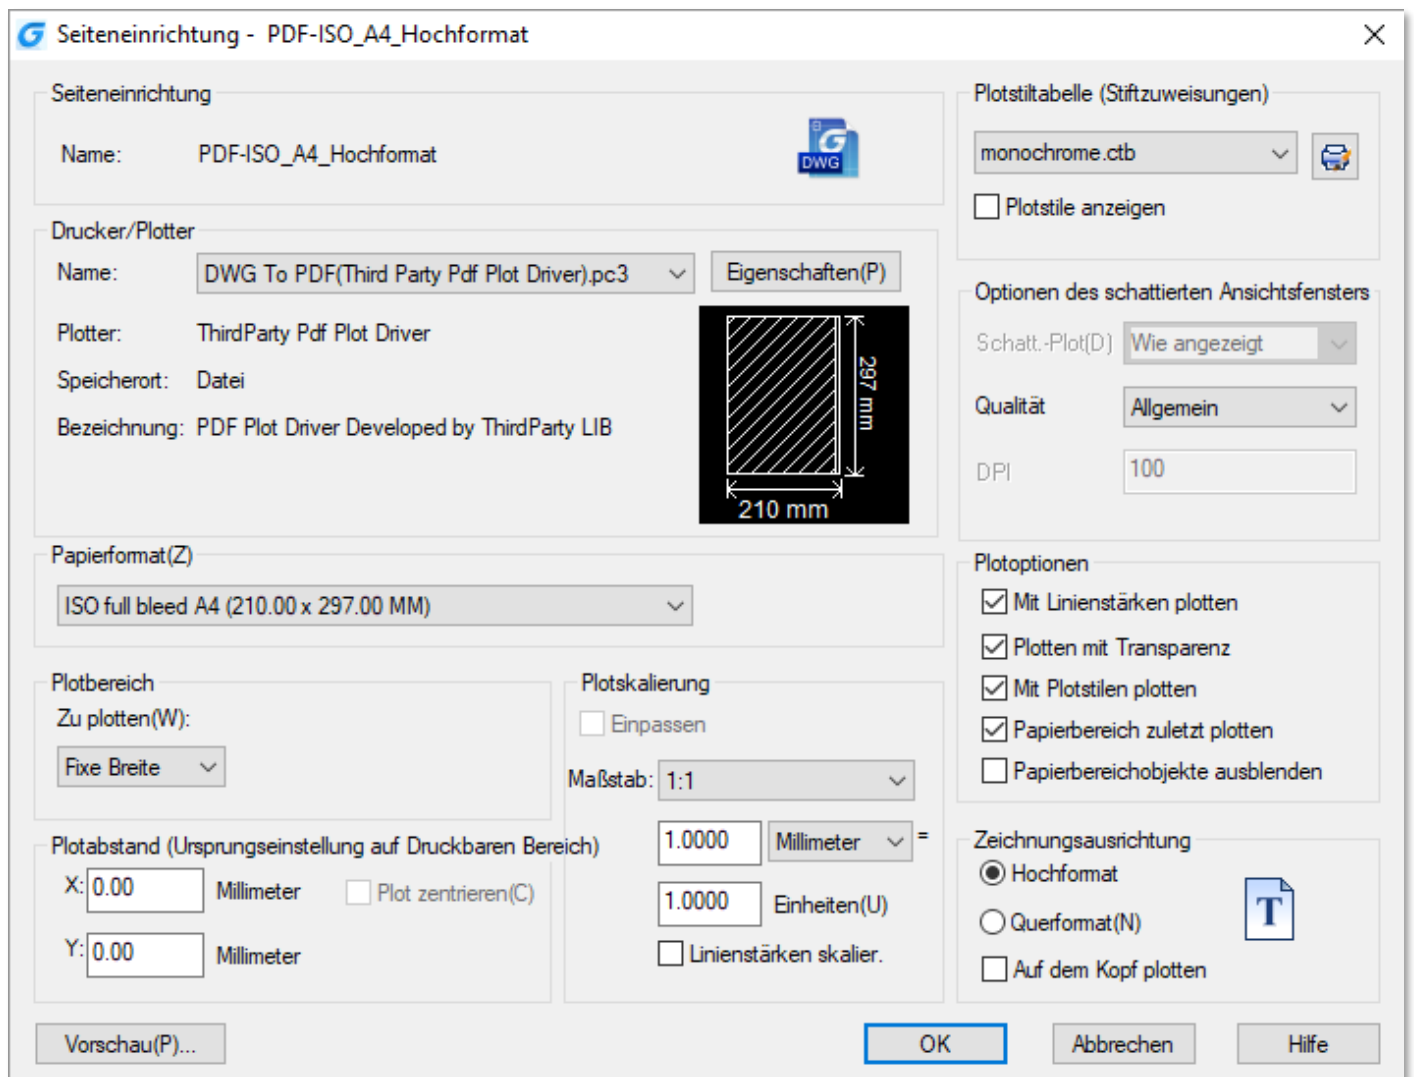 Seiteneinrichtung -  PDF-ISO_A4_Hochformat
Seiteneinrichtung
Name: PDF-ISO_A4_Hochformat
DWG
Plotstiltabelle (Stiftzuweisungen)
monochrome.ctb
Plotstile anzeigen
Drucker/Plotter
Name: DWG To PDF(Third Party Pdf Plot Driver).pc3 Eigenschaften(P)
Plotter: ThirdParty Pdf Plot Driver
Speicherort: Datei
Bezeichnung: PDF Plot Driver Developed by ThirdParty LIB
297 mm
210 mm
Optionen des schattierten Ansichtsfensters
Schatt.-Plot(D) Wie angezeigt
Qualität Allgemein
DPI 100
Papierformat(Z)
ISO full bleed A4 (210.00 x 297.00 MM)
Plotoptionen
Mit Linienstärken plotten
Plotten mit Transparenz
Mit Plotstilen plotten
Papierbereich zuletzt plotten
Papierbereichobjekte ausblenden
Plotbereich
Zu plotten(W):
Fixe Breite
Plotskalierung
Einpassen
Maßstab: 1:1
1.0000 Millimeter =
1.0000 Einheiten(U)
Linienstärken skalier.
Plotabstand (Ursprungseinstellung auf Druckbaren Bereich)
X: 0.00 Millimeter Plot zentrieren(C)
Y: 0.00 Millimeter
Zeichnungsausrichtung
Hochformat
Querformat(N)
T
Auf dem Kopf plotten
Vorschau(P)... OK Abbrechen Hilfe